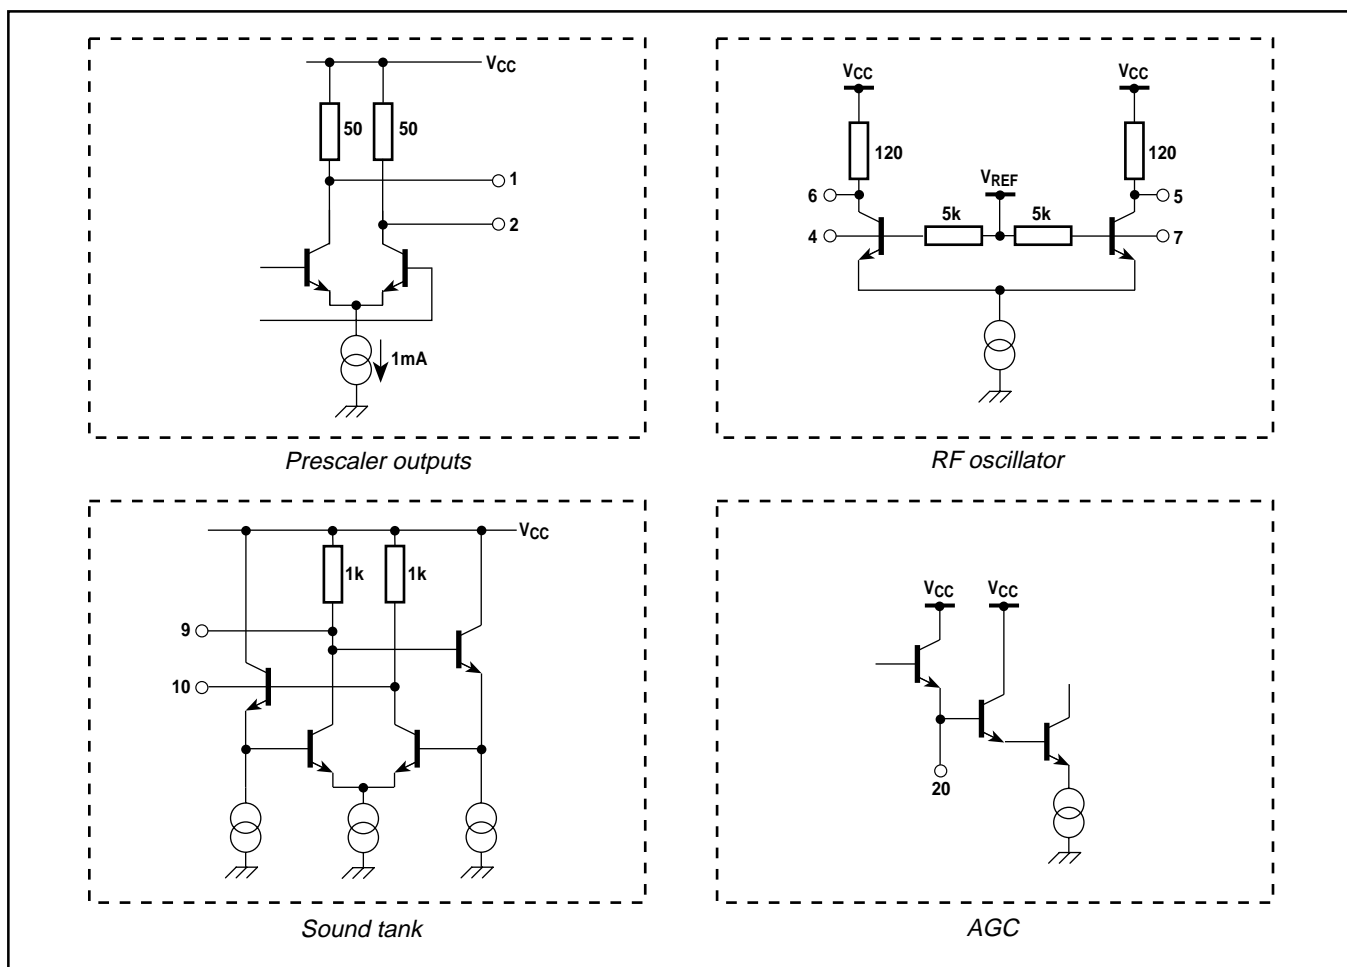 VCC
50 50
1
2
1mA
Prescaler outputs
VCC VCC
120 120
6 VREF 5
5k 5k
4 7
RF oscillator
VCC
1k 1k
9
10
Sound tank
VCC VCC
20
AGC